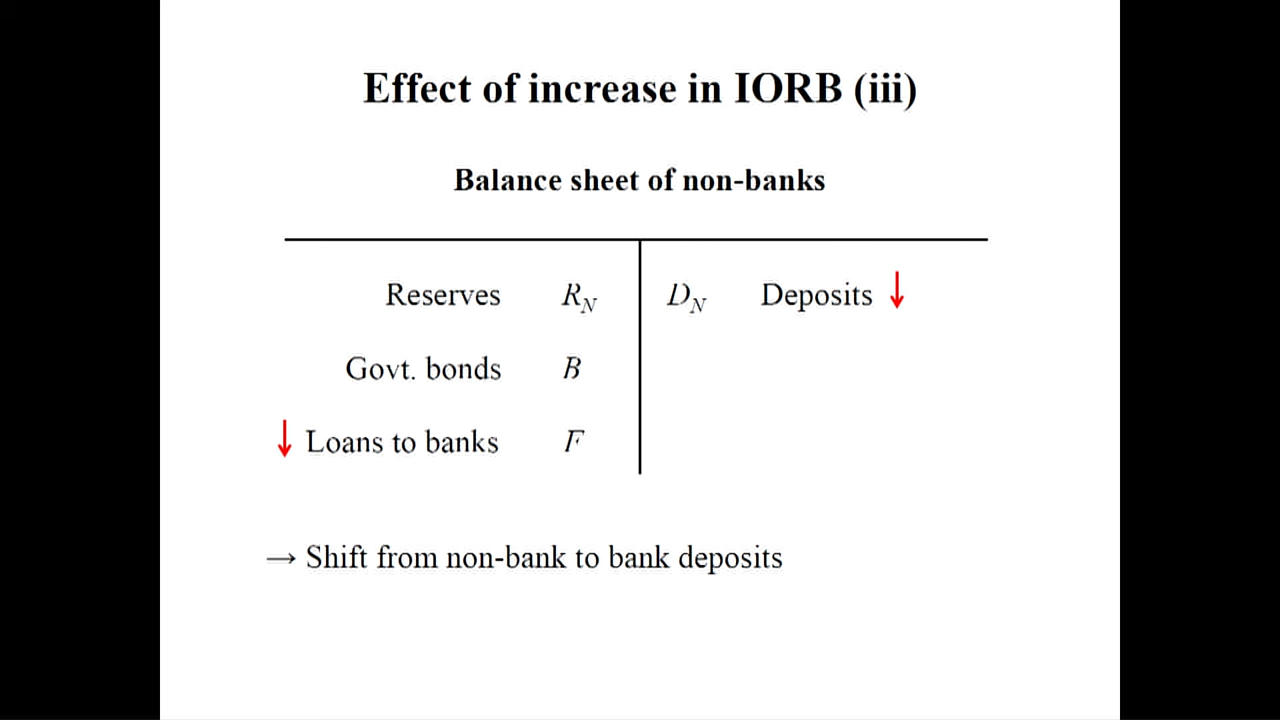 Effect of increase in IORB (iii)
Balance sheet of non-banks
Reserves R_N D_N Deposits ↓
Govt. bonds B
↓ Loans to banks F
→ Shift from non-bank to bank deposits